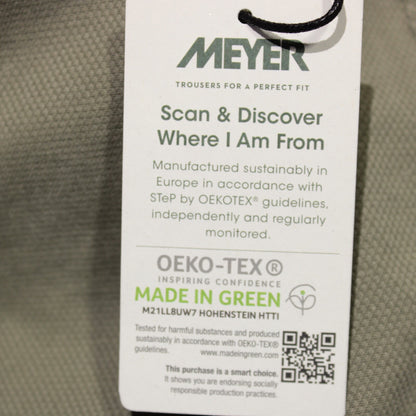 MEYER
TROUSERS FOR A PERFECT FIT
Scan & Discover
Where I Am From
Manufactured sustainably in
Europe in accordance with
STeP by OEKOTEX® guidelines,
independently and regularly
monitored.
OEKO-TEX®
INSPIRING CONFIDENCE
MADE IN GREEN
M21LL8UW7 HOHENSTEIN HTTI
Tested for harmful substances and produced
sustainably in accordance with OEKO-TEX®
guidelines. www.madeingreen.com
This purchase is a smart choice.
It shows you are endorsing socially
responsible production practices.